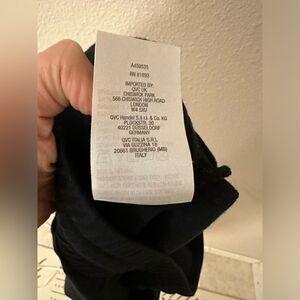 A459535
RN 81893
IMPORTED BY
QVC UK
CHISWICK PARK
566 CHISWICK HIGH ROAD
LONDON
W4 5XU
QVC Handel S.à r.l. & Co. KG
PLOCKSTR. 30
40221 DÜSSELDORF
GERMANY
QVC ITALIA S.R.L.
VIA GUZZINA 18
20861 BRUGHERIO (MB)
ITALY